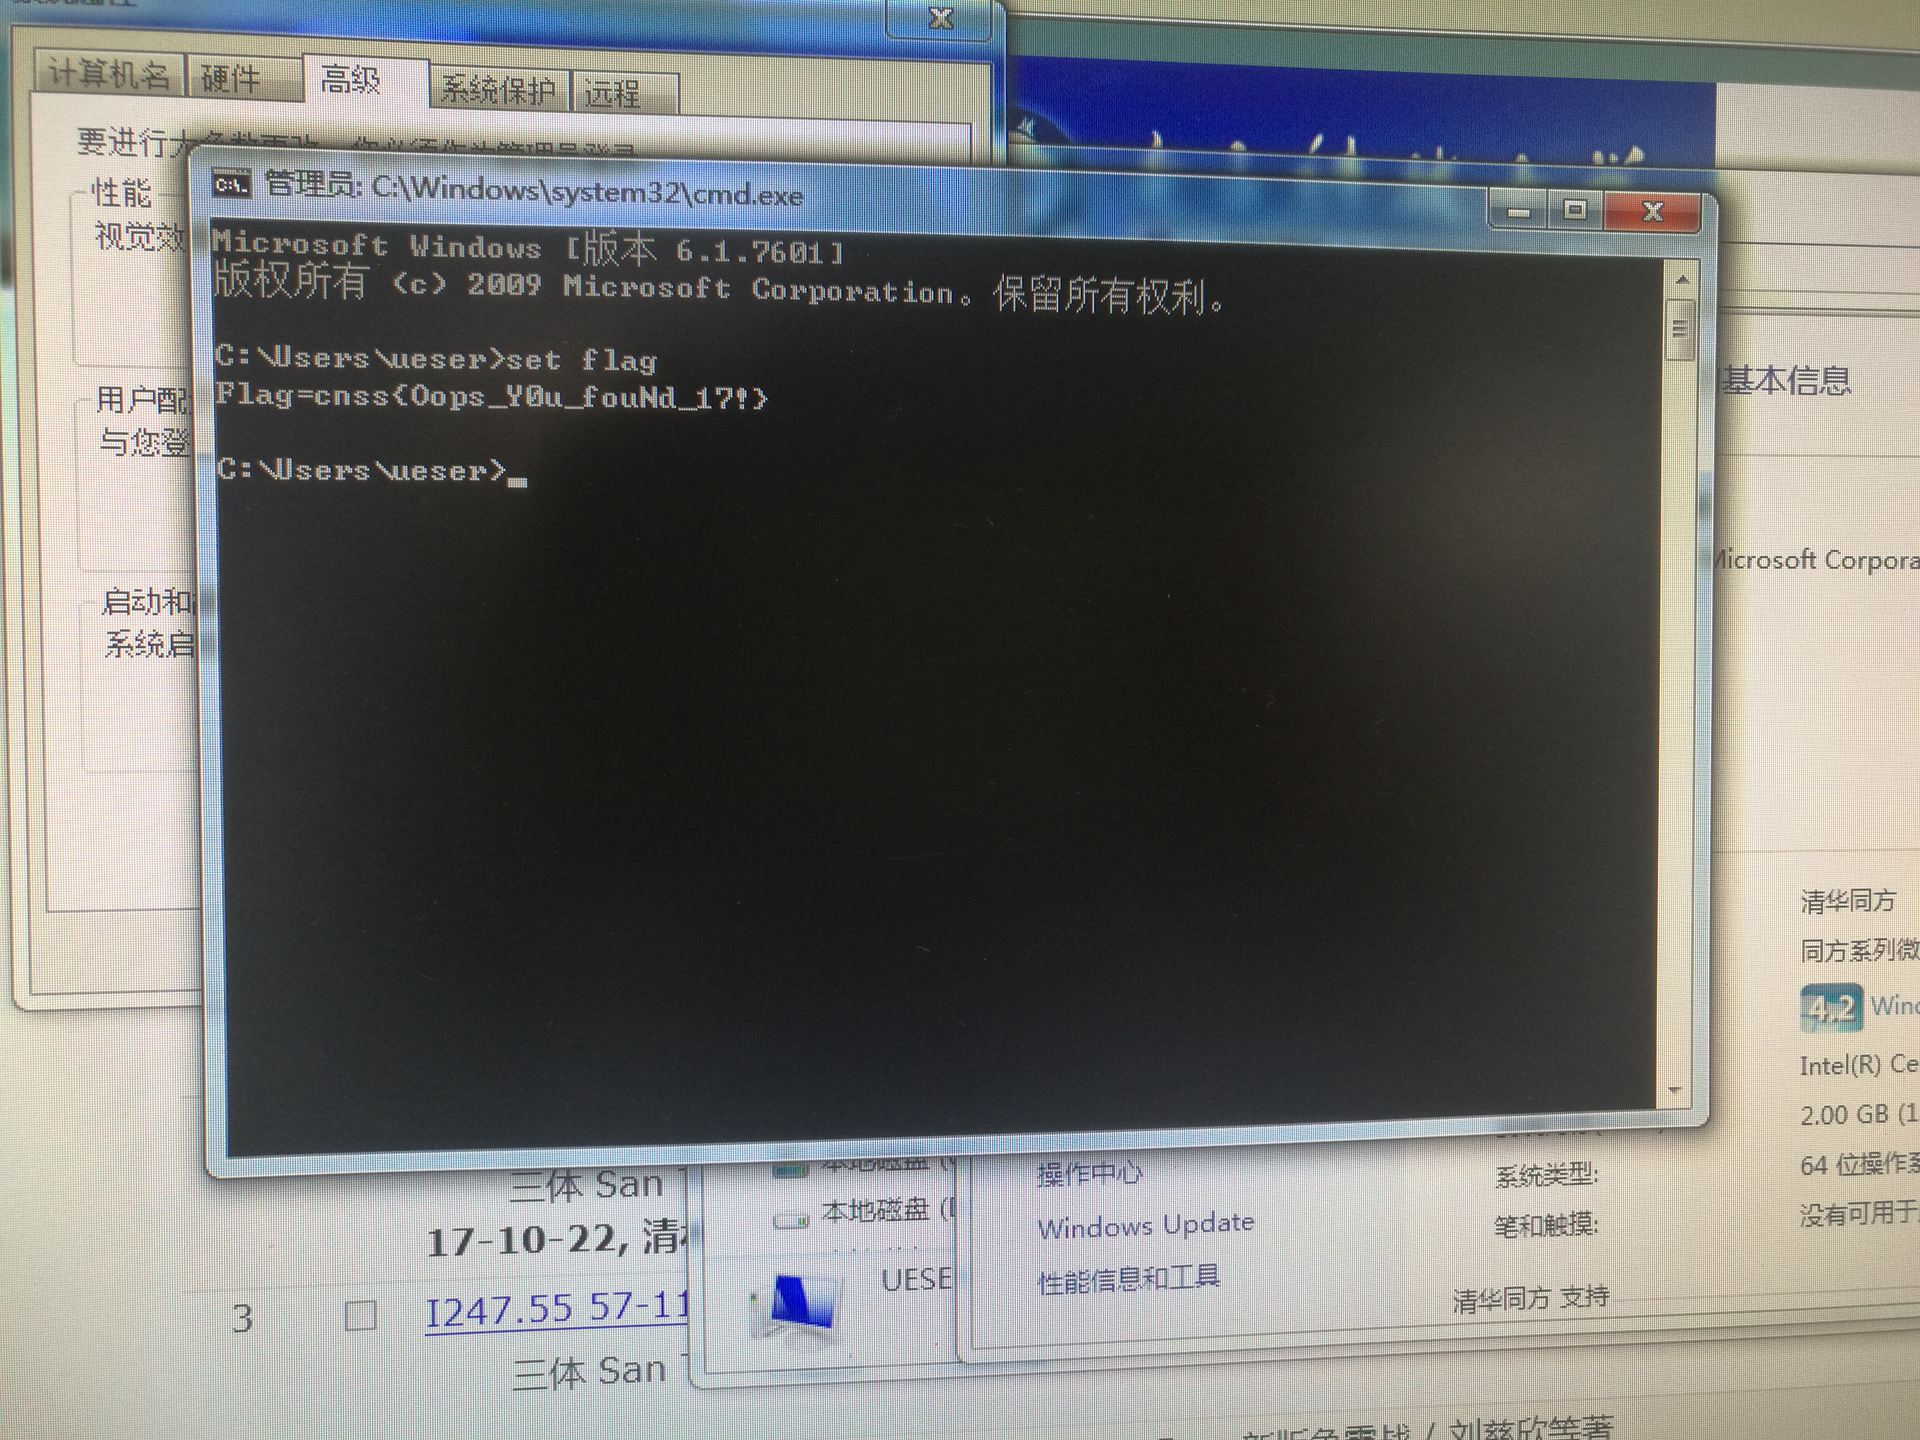 计算机名 硬件 高级 系统保护 远程
要进行
性能
视觉效
管理员: C:\Windows\system32\cmd.exe
Microsoft Windows [版本 6.1.7601]
版权所有 (c) 2009 Microsoft Corporation。保留所有权利。
C:\Users\ueser>set flag
Flag=cnss{Oops_Y0u_fouNd_17!}
C:\Users\ueser>
用户配
与您登
启动和
系统启
基本信息
Microsoft Corpora
清华同方
同方系列微
4.2 Wind
Intel(R) Ce
2.00 GB (1
64 位操作系
没有可用于
系统类型:
笔和触摸:
清华同方 支持
操作中心
Windows Update
性能信息和工具
本地磁盘
本地磁盘
UESE
三体 San
17-10-22, 清
3 I247.55 57-11
三体 San
/ 刘慈欣等著